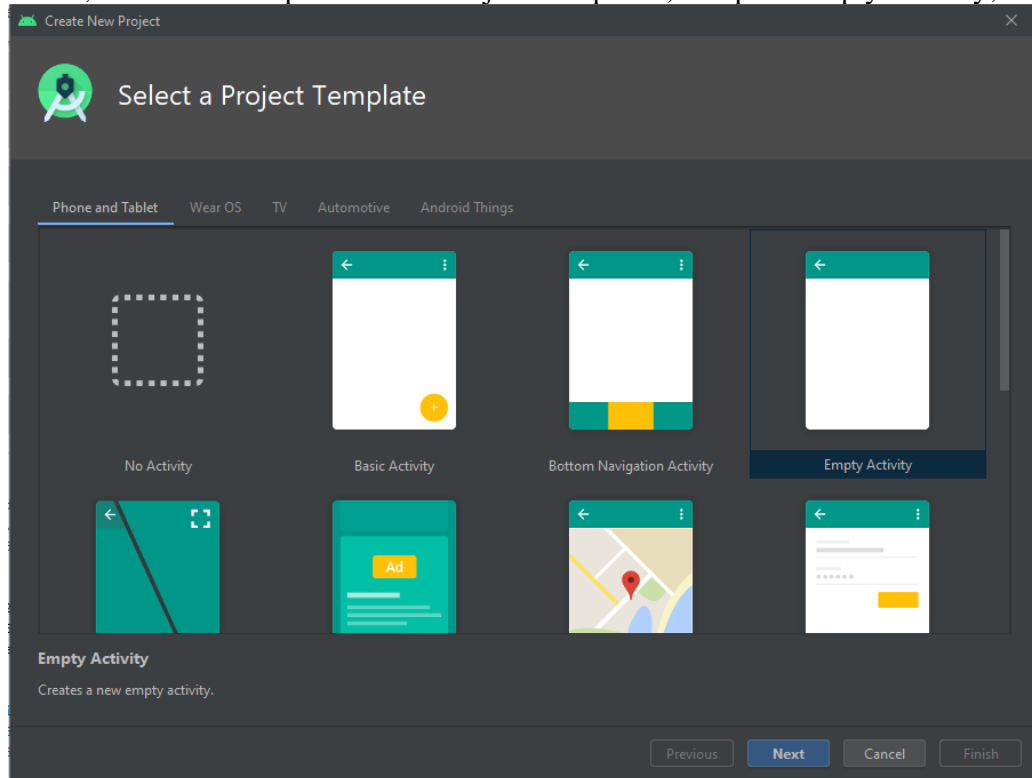 Create New Project
Select a Project Template
Phone and Tablet Wear OS TV Automotive Android Things
No Activity Basic Activity Bottom Navigation Activity Empty Activity
Ad
Empty Activity
Creates a new empty activity.
Previous Next Cancel Finish